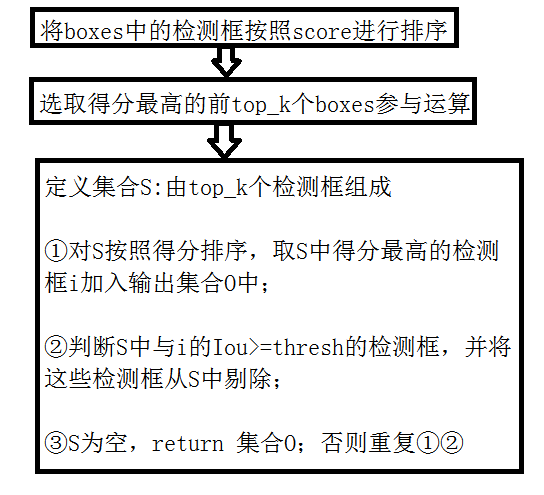 将boxes中的检测框按照score进行排序
选取得分最高的前top_k个boxes参与运算
定义集合S:由top_k个检测框组成
①对S按照得分排序，取S中得分最高的检测
框i加入输出集合O中；
②判断S中与i的Iou>=thresh的检测框，并将
这些检测框从S中剔除；
③S为空，return 集合O；否则重复①②